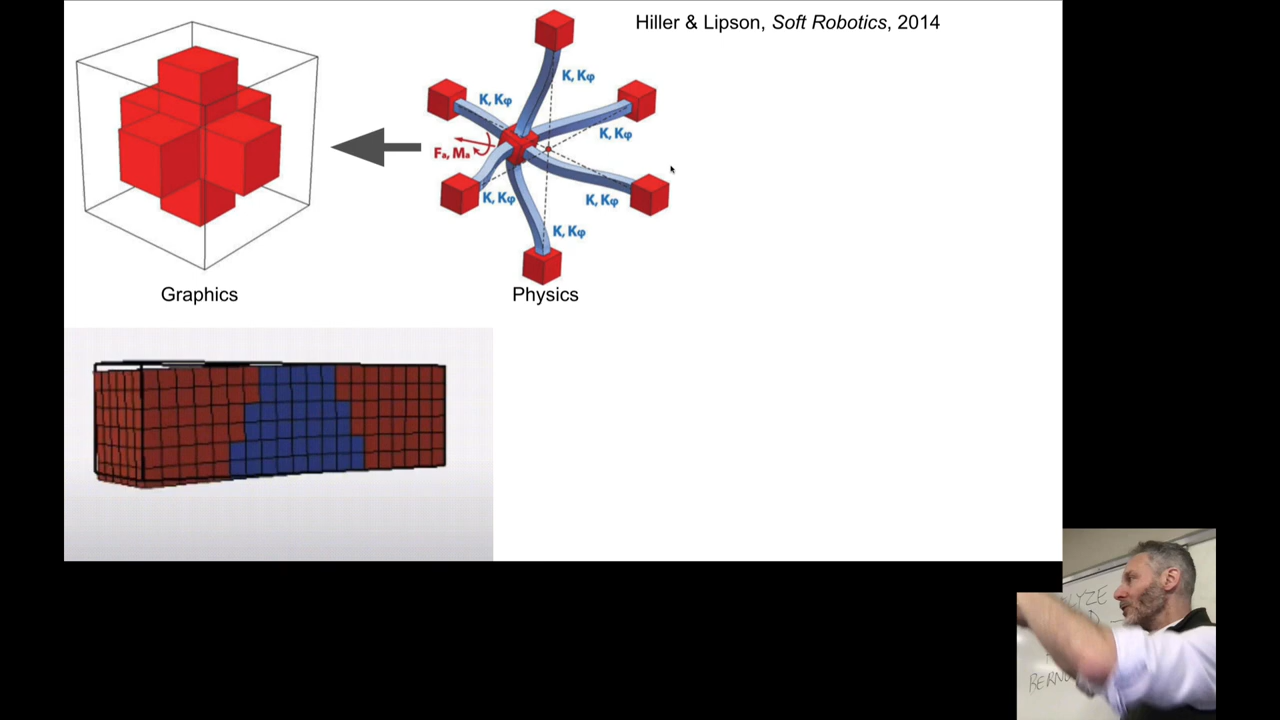 Hiller & Lipson, Soft Robotics, 2014
K, Kφ
K, Kφ
K, Kφ
Fₐ, Mₐ
K, Kφ
K, Kφ
K, Kφ
Graphics
Physics